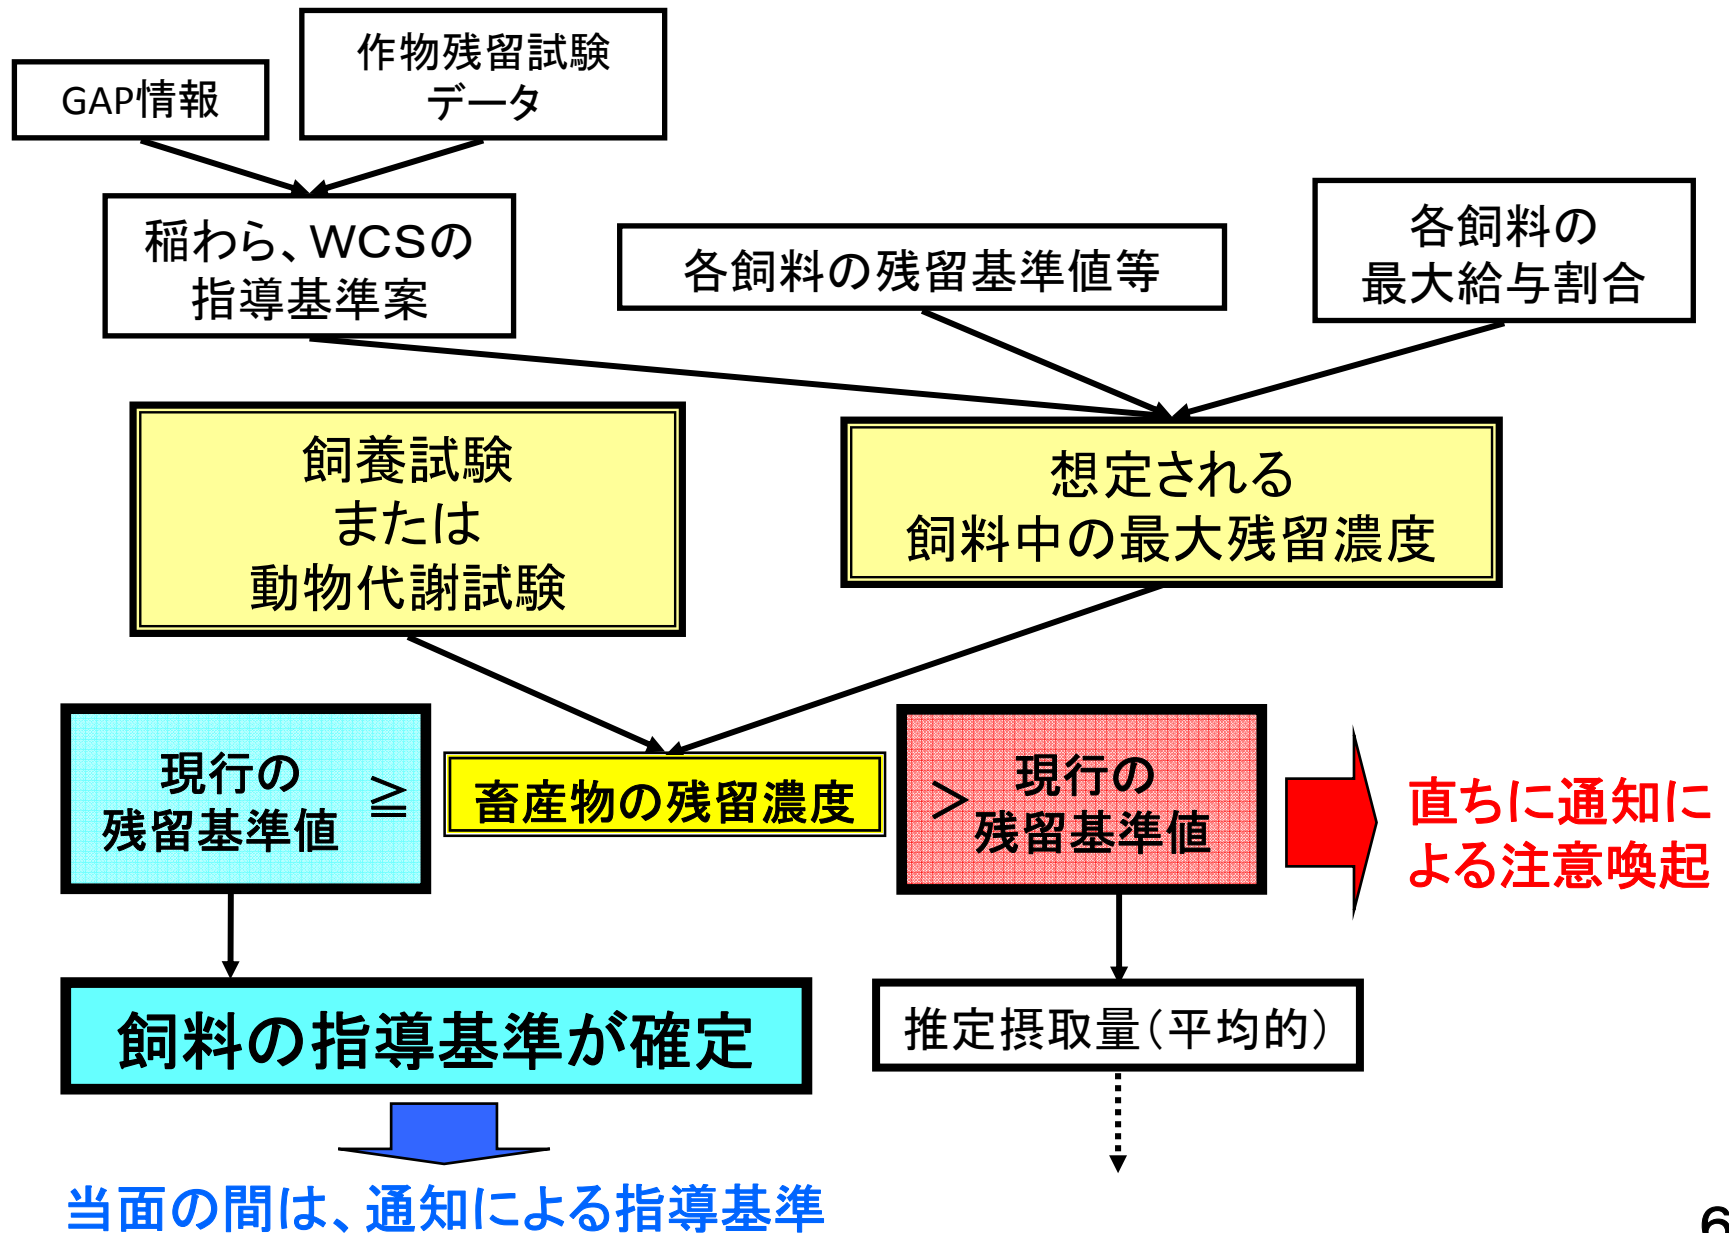 作物残留試験
データ
GAP情報
稲わら、WCSの
指導基準案
各飼料の残留基準値等
各飼料の
最大給与割合
飼養試験
または
動物代謝試験
想定される
飼料中の最大残留濃度
現行の
残留基準値
≧
畜産物の残留濃度
>
現行の
残留基準値
直ちに通知に
よる注意喚起
飼料の指導基準が確定
推定摂取量(平均的)
当面の間は、通知による指導基準
6